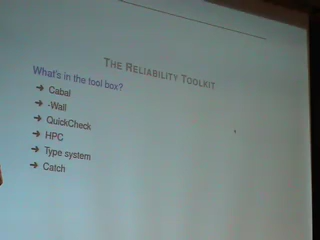 THE RELIABILITY TOOLKIT
What's in the tool box?
➜ Cabal
➜ -Wall
➜ QuickCheck
➜ HPC
➜ Type system
➜ Catch